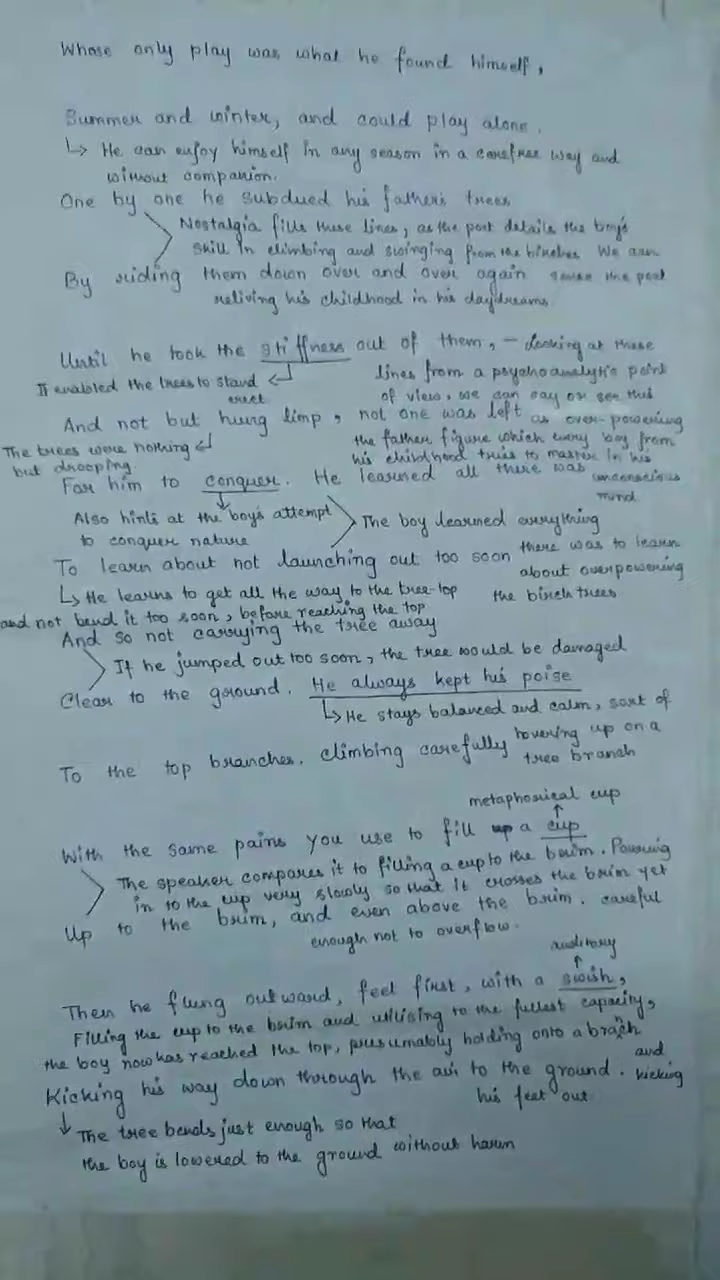 Whose only play was what he found himself,
Summer and winter, and could play alone.
↳ He can enjoy himself in any season in a carefree way and
without companion.
One by one he subdued his father's trees
Nostalgia fills these lines, as the poet details the boy's
skill in climbing and swinging from the birches We can
By riding them down over and over again sense the poet
reliving his childhood in his daydreams
Until he took the stiffness out of them, — Looking at these
It enabled the trees to stand erect
lines from a psychoanalytic point
of view, we can say or see this
And not but hung limp, not one was left as over-powering
The trees were nothing
but drooping
the father figure which every boy from
his childhood tries to master in his
For him to conquer. He learned all there was unconscious
mind
Also hints at the boy's attempt
to conquer nature
The boy learned everything
To learn about not launching out too soon there was to learn
about overpowering
the birch trees
↳ He learns to get all the way to the tree-top
and not bend it too soon, before reaching the top
And so not carrying the tree away
If he jumped out too soon, the tree would be damaged
Clear to the ground. He always kept his poise
↳ He stays balanced and calm, sort of
hovering up on a
tree branch
To the top branches. climbing carefully
metaphorical cup
With the same pains you use to fill a cup
The speaker compares it to filling a cup to the brim. Pouring
in to the cup very slowly so that it crosses the brim yet
Up to the brim, and even above the brim. careful
enough not to overflow.
auditory
Then he flung outward, feet first, with a swish,
Filling the cup to the brim and utilising to the fullest capacity,
the boy now has reached the top, presumably holding onto a branch
and
Kicking his way down through the air to the ground. kicking
his feet out
The tree bends just enough so that
the boy is lowered to the ground without harm